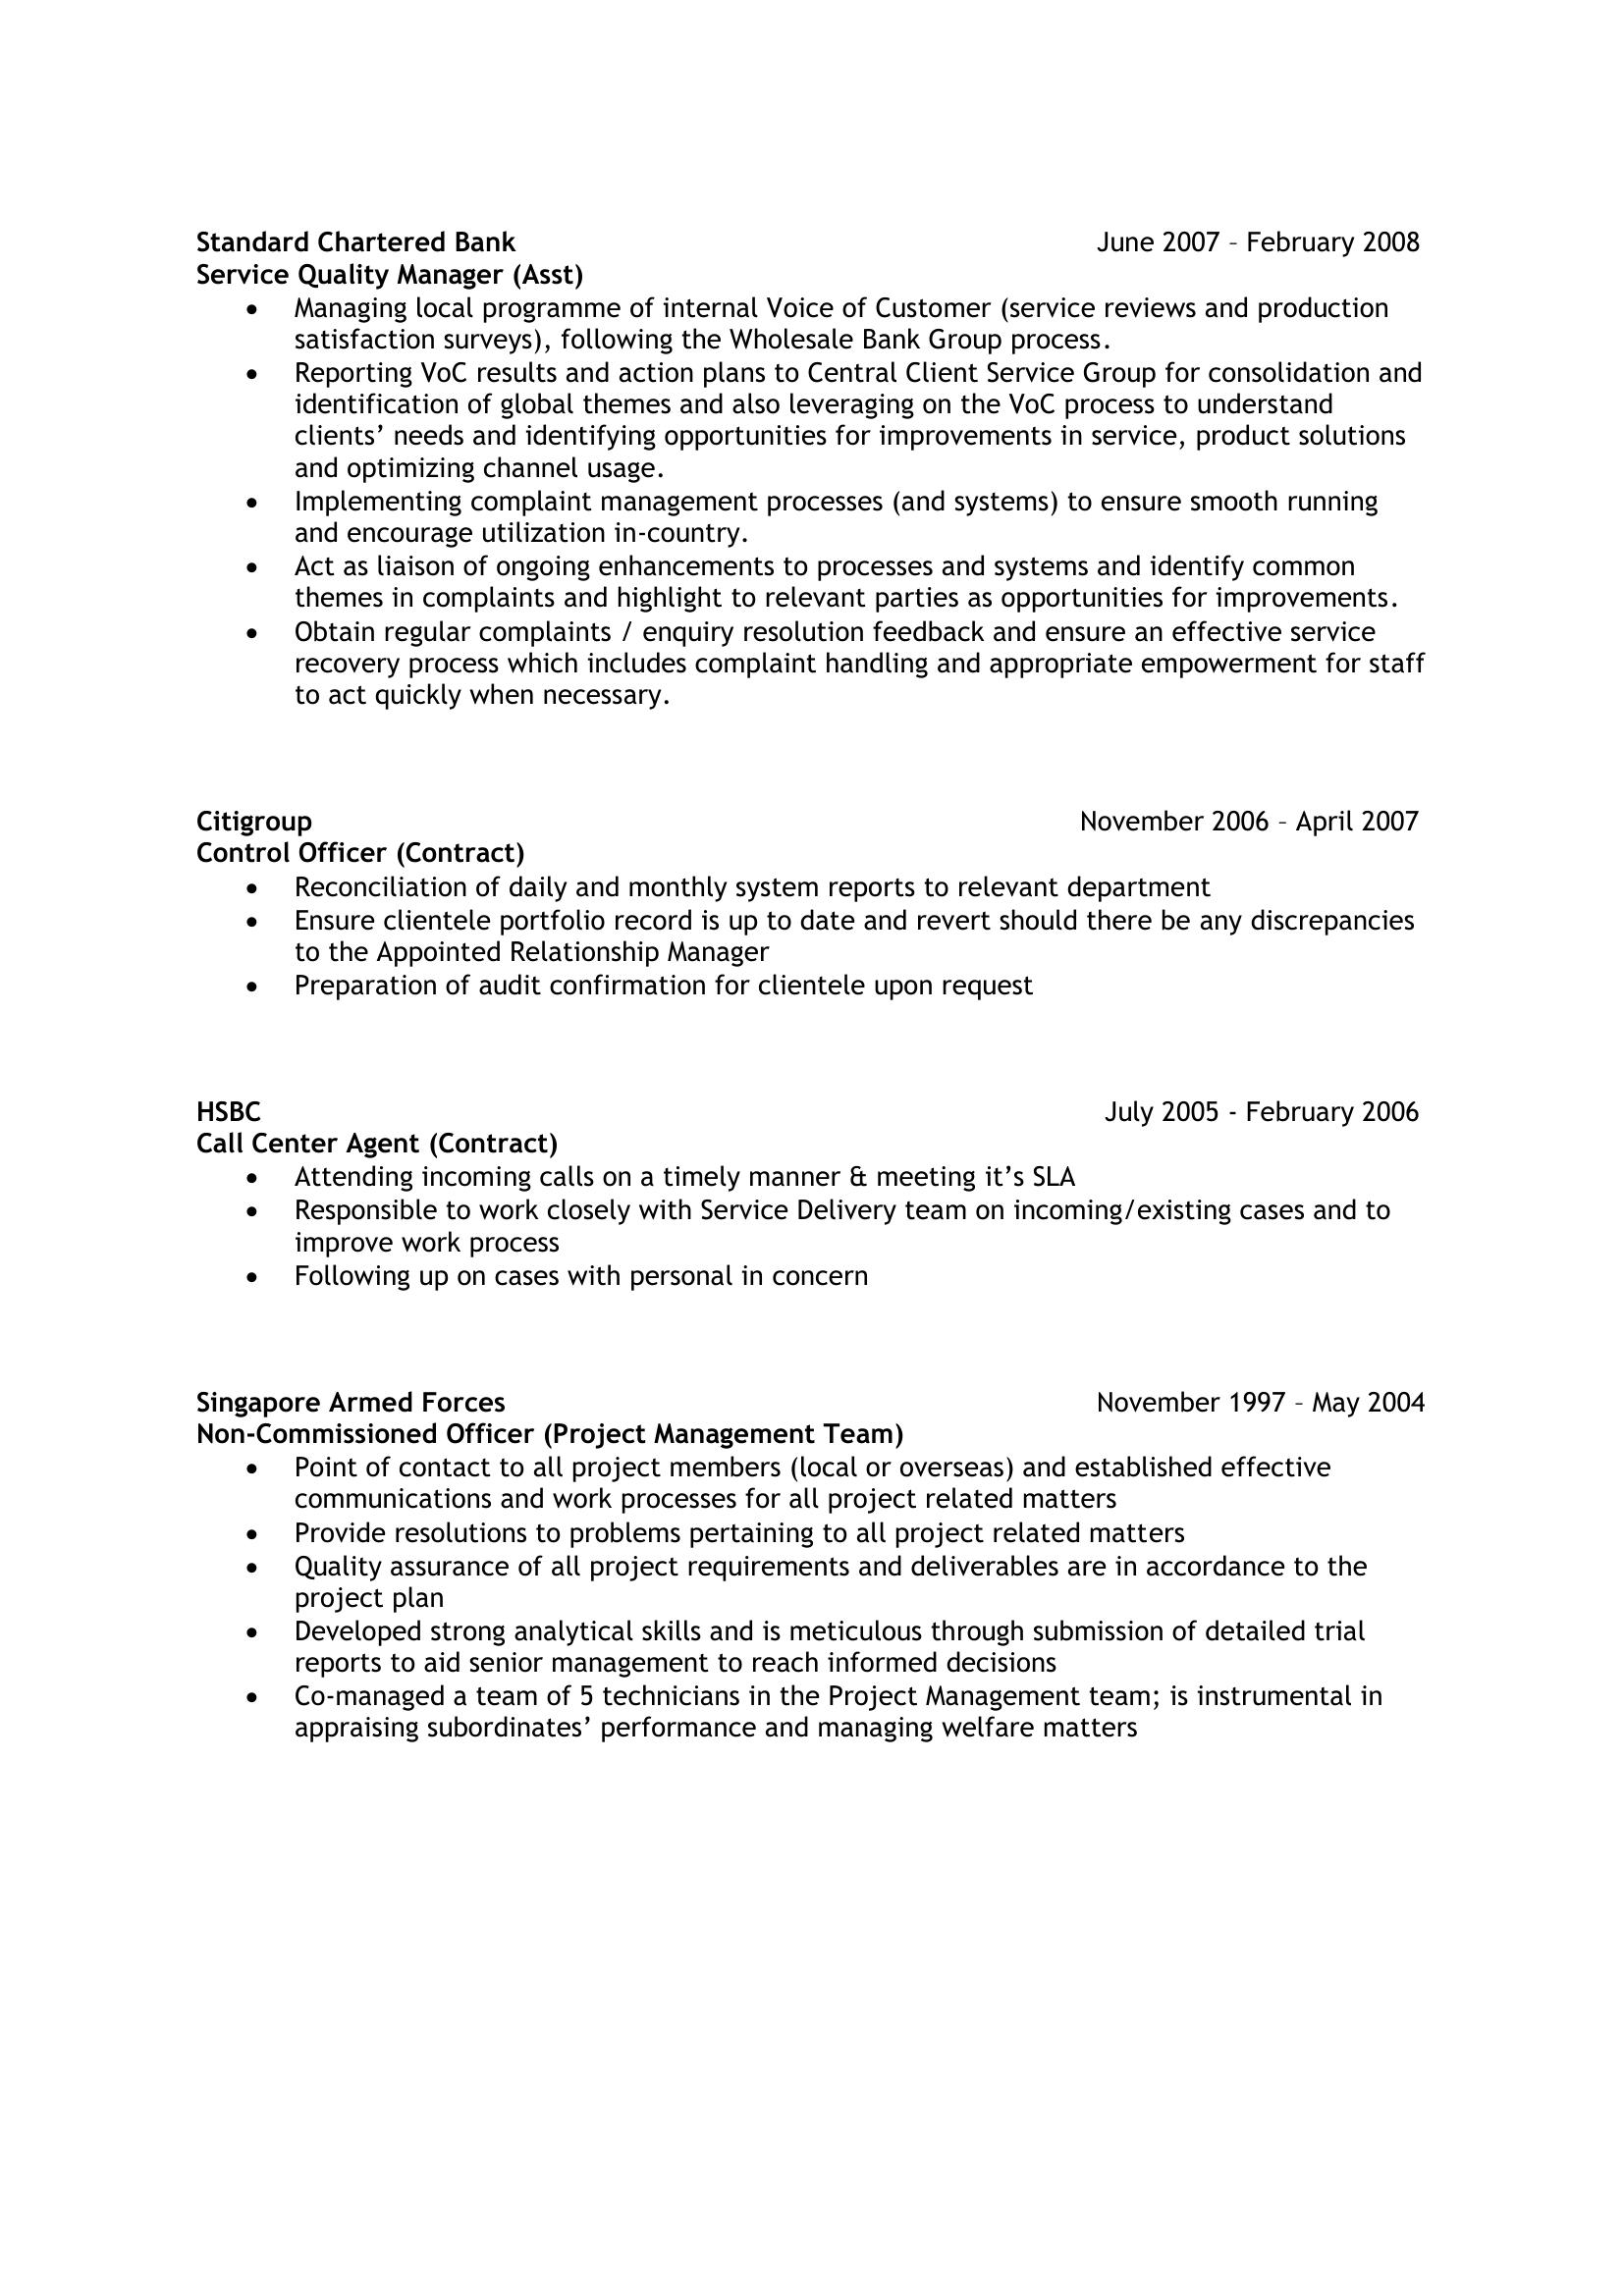 Standard Chartered Bank June 2007 – February 2008
Service Quality Manager (Asst)
• Managing local programme of internal Voice of Customer (service reviews and production
satisfaction surveys), following the Wholesale Bank Group process.
• Reporting VoC results and action plans to Central Client Service Group for consolidation and
identification of global themes and also leveraging on the VoC process to understand
clients’ needs and identifying opportunities for improvements in service, product solutions
and optimizing channel usage.
• Implementing complaint management processes (and systems) to ensure smooth running
and encourage utilization in-country.
• Act as liaison of ongoing enhancements to processes and systems and identify common
themes in complaints and highlight to relevant parties as opportunities for improvements.
• Obtain regular complaints / enquiry resolution feedback and ensure an effective service
recovery process which includes complaint handling and appropriate empowerment for staff
to act quickly when necessary.
Citigroup November 2006 – April 2007
Control Officer (Contract)
• Reconciliation of daily and monthly system reports to relevant department
• Ensure clientele portfolio record is up to date and revert should there be any discrepancies
to the Appointed Relationship Manager
• Preparation of audit confirmation for clientele upon request
HSBC July 2005 - February 2006
Call Center Agent (Contract)
• Attending incoming calls on a timely manner & meeting it’s SLA
• Responsible to work closely with Service Delivery team on incoming/existing cases and to
improve work process
• Following up on cases with personal in concern
Singapore Armed Forces November 1997 – May 2004
Non-Commissioned Officer (Project Management Team)
• Point of contact to all project members (local or overseas) and established effective
communications and work processes for all project related matters
• Provide resolutions to problems pertaining to all project related matters
• Quality assurance of all project requirements and deliverables are in accordance to the
project plan
• Developed strong analytical skills and is meticulous through submission of detailed trial
reports to aid senior management to reach informed decisions
• Co-managed a team of 5 technicians in the Project Management team; is instrumental in
appraising subordinates’ performance and managing welfare matters